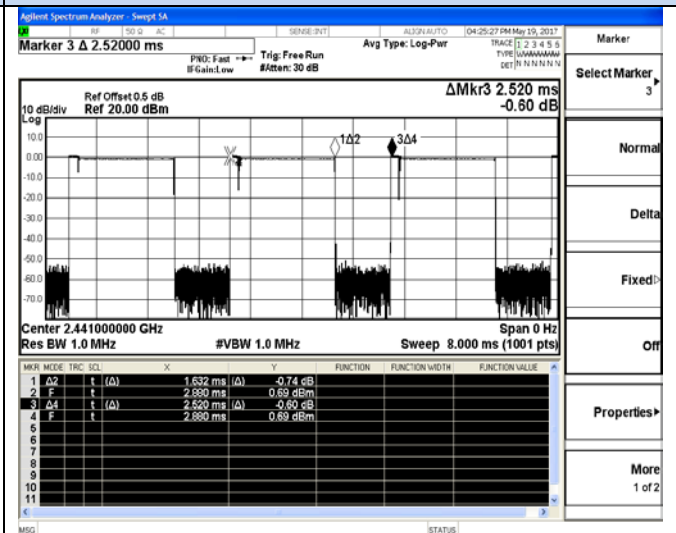 Agilent Spectrum Analyzer - Swept SA
RF 50 Ω AC SENSE:INT ALIGN AUTO 04:25:27 PM May 19, 2017
Marker 3 Δ 2.52000 ms
PNO: Fast
IFGain:Low
Trig: Free Run
#Atten: 30 dB
Avg Type: Log-Pwr
TRACE 1 2 3 4 5 6
TYPE
DET N N N N N N
Ref Offset 0.5 dB
10 dB/div Ref 20.00 dBm
ΔMkr3 2.520 ms
-0.60 dB
Log
10.0
0.00
-10.0
-20.0
-30.0
-40.0
-50.0
-60.0
-70.0
1Δ2
3Δ4
Center 2.441000000 GHz Span 0 Hz
Res BW 1.0 MHz #VBW 1.0 MHz Sweep 8.000 ms (1001 pts)
MKR MODE TRC SCL X Y FUNCTION FUNCTION WIDTH FUNCTION VALUE
1 Δ2 t (Δ) 1.632 ms (Δ) -0.74 dB
2 F t 2.880 ms 0.69 dBm
3 Δ4 t (Δ) 2.520 ms (Δ) -0.60 dB
4 F t 2.880 ms 0.69 dBm
5
6
7
8
9
10
11
MSG STATUS
Marker
Select Marker
3
Normal
Delta
Fixed
Off
Properties
More
1 of 2